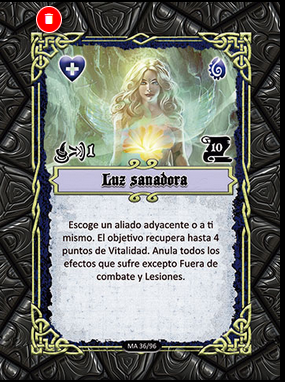 1
10
Luz sanadora
Escoge un aliado adyacente o a ti
mismo. El objetivo recupera hasta 4
puntos de Vitalidad. Anula todos los
efectos que sufre excepto Fuera de
combate y Lesiones.
MA 36/96